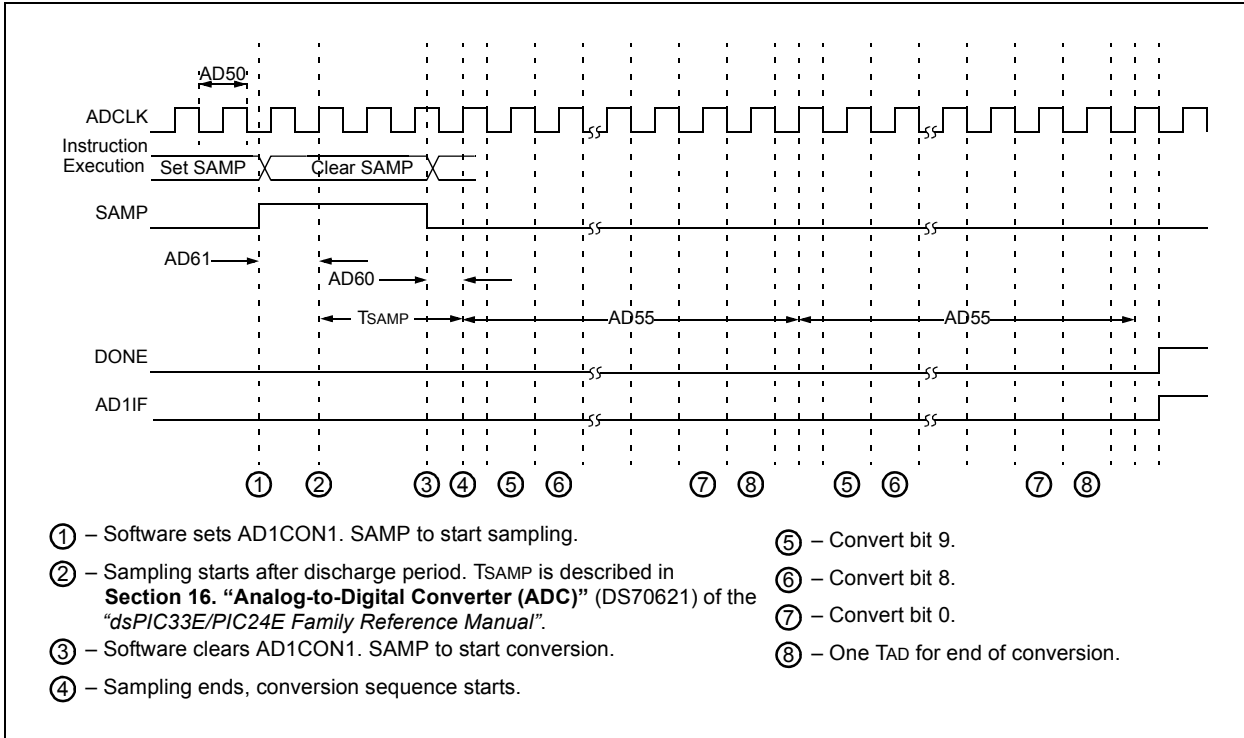 AD50
ADCLK
Instruction
Execution
Set SAMP
Clear SAMP
SAMP
AD61
AD60
TSAMP
AD55
AD55
DONE
AD1IF
1 2 3 4 5 6 7 8 5 6 7 8
① – Software sets AD1CON1. SAMP to start sampling.
② – Sampling starts after discharge period. TSAMP is described in
Section 16. “Analog-to-Digital Converter (ADC)” (DS70621) of the
“dsPIC33E/PIC24E Family Reference Manual”.
③ – Software clears AD1CON1. SAMP to start conversion.
④ – Sampling ends, conversion sequence starts.
⑤ – Convert bit 9.
⑥ – Convert bit 8.
⑦ – Convert bit 0.
⑧ – One TAD for end of conversion.